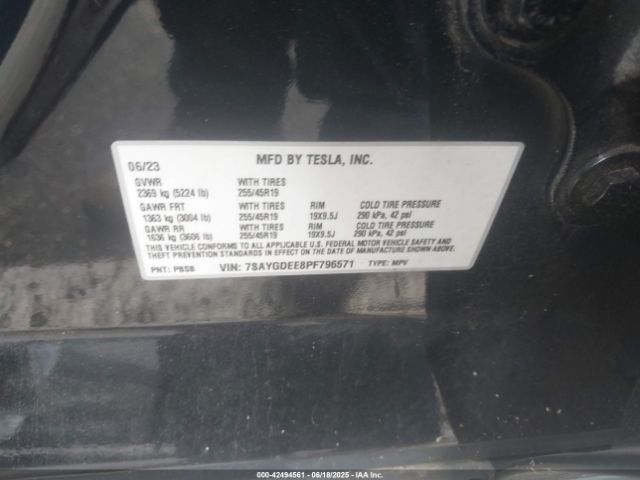 06/23 MFD BY TESLA, INC.
GVWR WITH TIRES
2369 kg (5224 lb) 255/45R19
GAWR FRT WITH TIRES RIM COLD TIRE PRESSURE
1363 kg (3004 lb) 255/45R19 19X9.5J 290 kPa, 42 psi
GAWR RR WITH TIRES RIM COLD TIRE PRESSURE
1636 kg (3606 lb) 255/45R19 19X9.5J 290 kPa, 42 psi
THIS VEHICLE CONFORMS TO ALL APPLICABLE U.S. FEDERAL MOTOR VEHICLE SAFETY AND
THEFT PREVENTION STANDARDS IN EFFECT ON THE DATE OF MANUFACTURE SHOWN ABOVE.
PNT: PBSB VIN: 7SAYGDEE8PF796571 TYPE: MPV
000-42494561 - 06/18/2025 - IAAI.COM